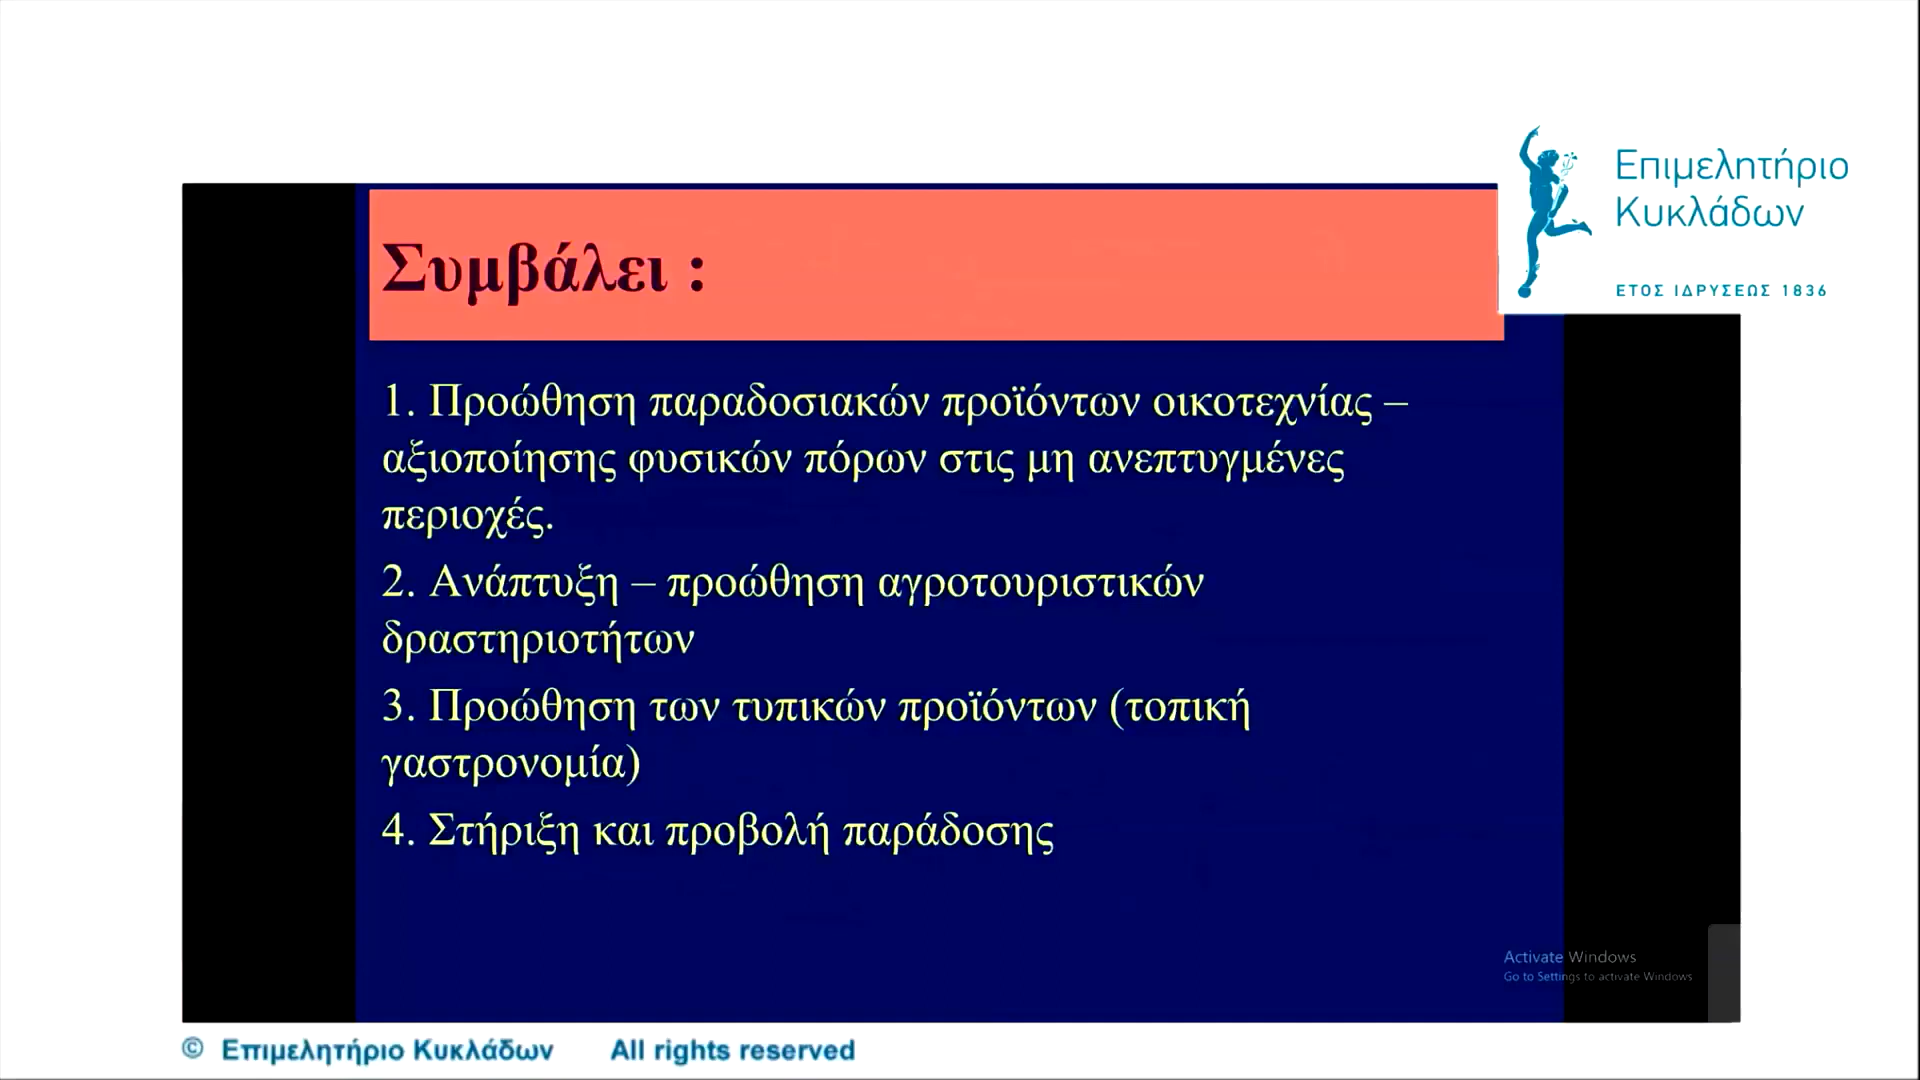 Επιμελητήριο
Κυκλάδων
ΕΤΟΣ ΙΔΡΥΣΕΩΣ 1836
Συμβάλει :
1. Προώθηση παραδοσιακών προϊόντων οικοτεχνίας –
αξιοποίησης φυσικών πόρων στις μη ανεπτυγμένες
περιοχές.
2. Ανάπτυξη – προώθηση αγροτουριστικών
δραστηριοτήτων
3. Προώθηση των τυπικών προϊόντων (τοπική
γαστρονομία)
4. Στήριξη και προβολή παράδοσης
Activate Windows
Go to Settings to activate Windows
© Επιμελητήριο Κυκλάδων All rights reserved